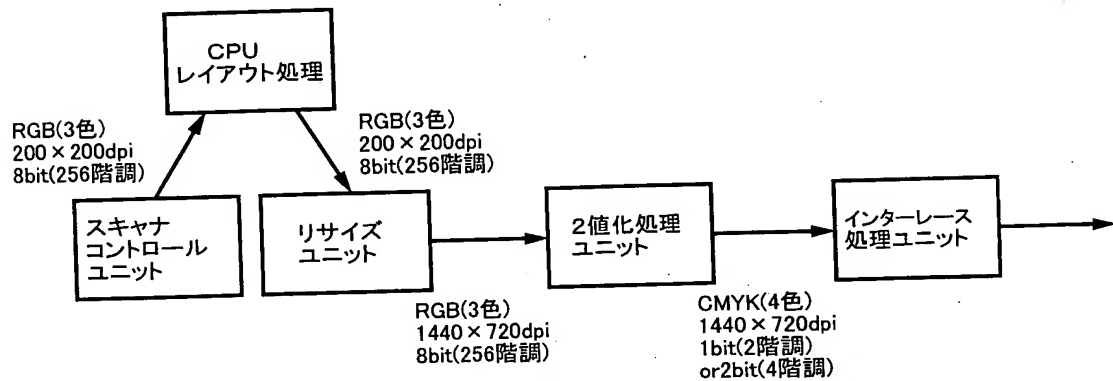 CPU
レイアウト処理
RGB(3色)
200×200dpi
8bit(256階調)
RGB(3色)
200×200dpi
8bit(256階調)
スキャナ
コントロール
ユニット
リサイズ
ユニット
2値化処理
ユニット
インターレース
処理ユニット
RGB(3色)
1440×720dpi
8bit(256階調)
CMYK(4色)
1440×720dpi
1bit(2階調)
or2bit(4階調)